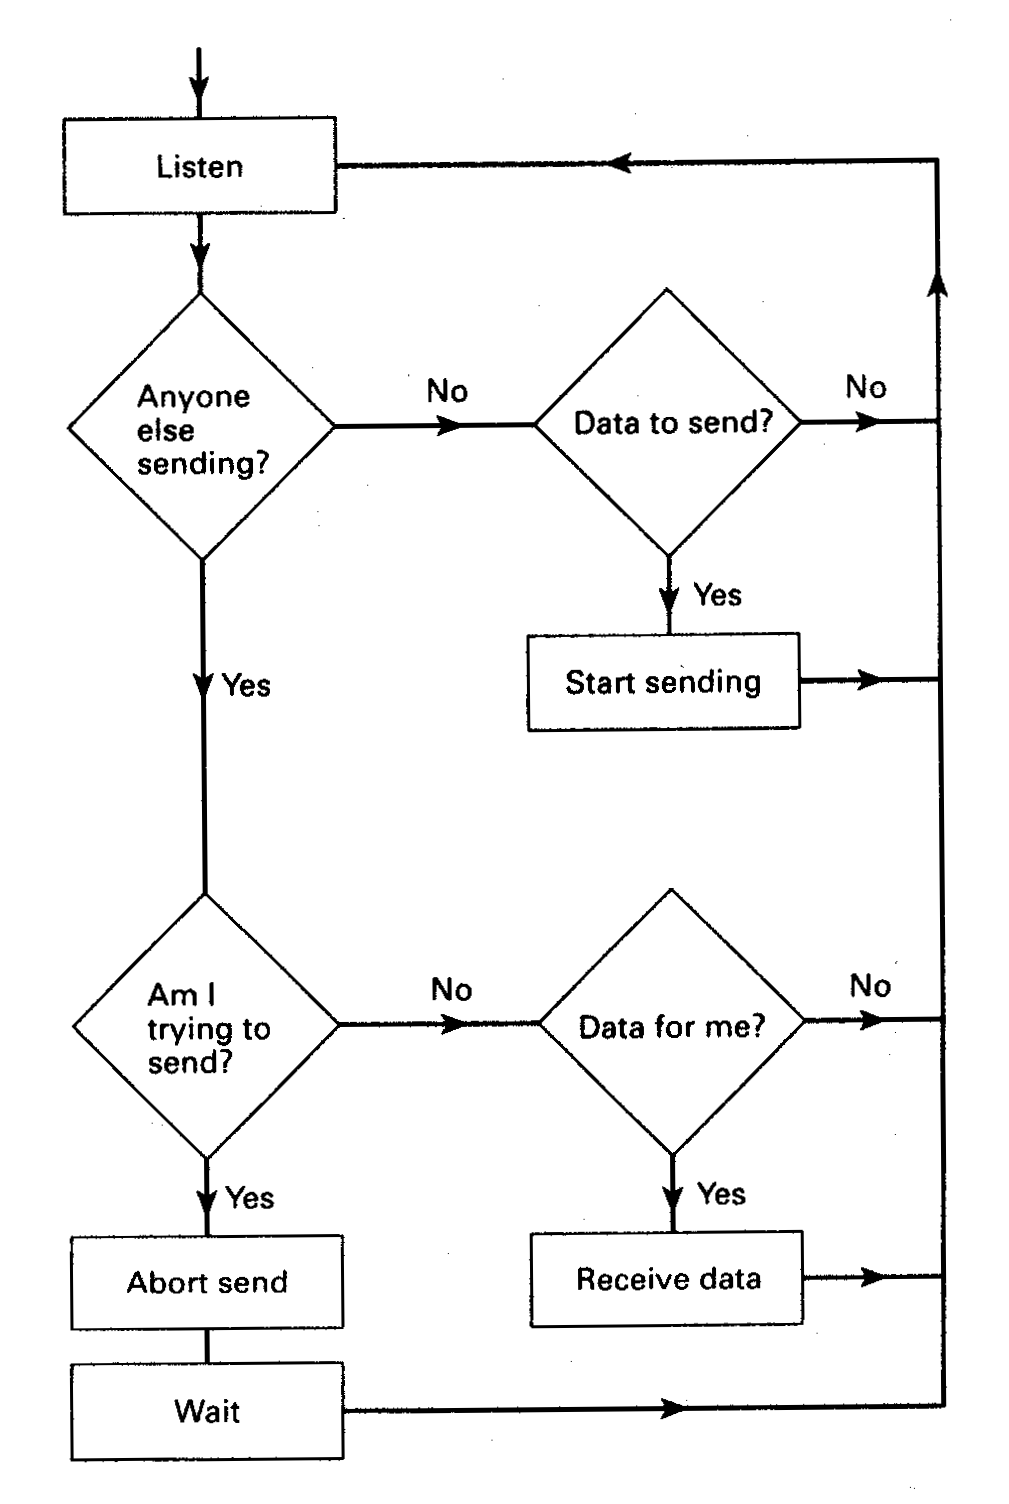 Listen
Anyone
else
sending?
No
Data to send?
No
Yes
Start sending
Yes
Am I
trying to
send?
No
Data for me?
No
Yes
Abort send
Yes
Receive data
Wait